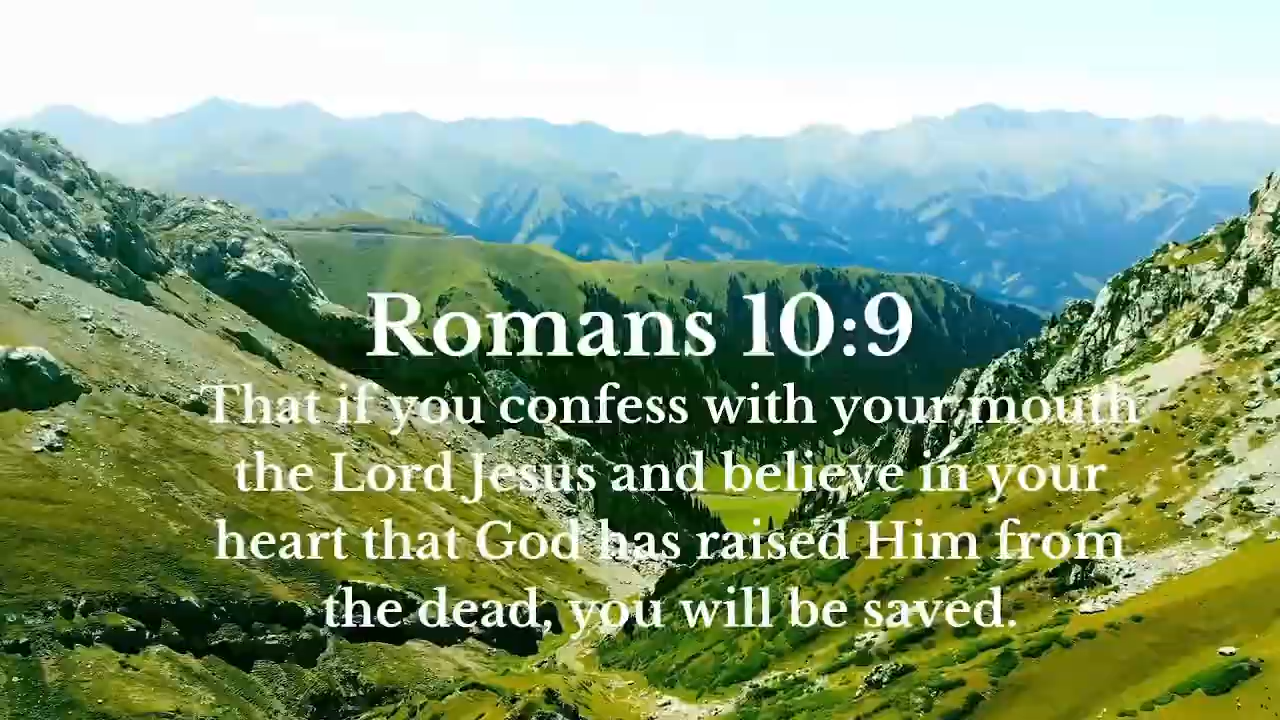 Romans 10:9
That if you confess with your mouth
the Lord Jesus and believe in your
heart that God has raised Him from
the dead, you will be saved.